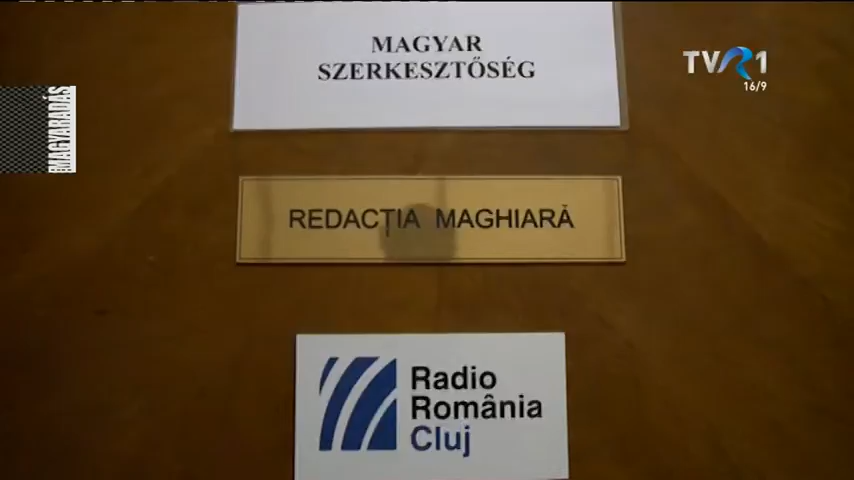 MAGYAR
SZERKESZTŐSÉG
TVR1
16/9
MAGYARADÁS
REDACȚIA MAGHIARĂ
Radio
România
Cluj